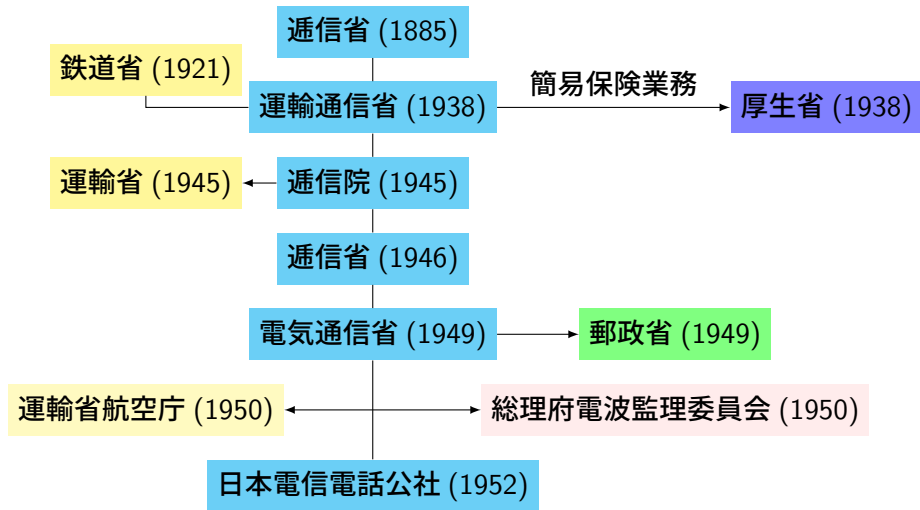 逓信省 (1885)
鉄道省 (1921)
運輸通信省 (1938)
簡易保険業務
厚生省 (1938)
運輸省 (1945)
逓信院 (1945)
逓信省 (1946)
電気通信省 (1949)
郵政省 (1949)
運輸省航空庁 (1950)
総理府電波監理委員会 (1950)
日本電信電話公社 (1952)